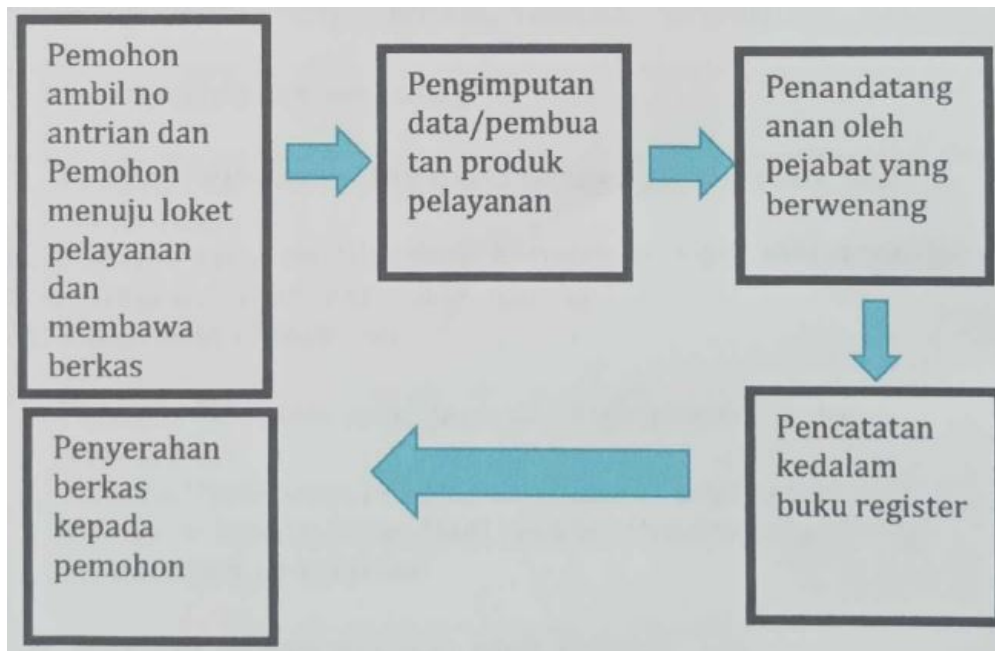 Pemohon
ambil no
antrian dan
Pemohon
menuju loket
pelayanan
dan
membawa
berkas
Pengimputan
data/pembua
tan produk
pelayanan
Penandatang
anan oleh
pejabat yang
berwenang
Pencatatan
kedalam
buku register
Penyerahan
berkas
kepada
pemohon